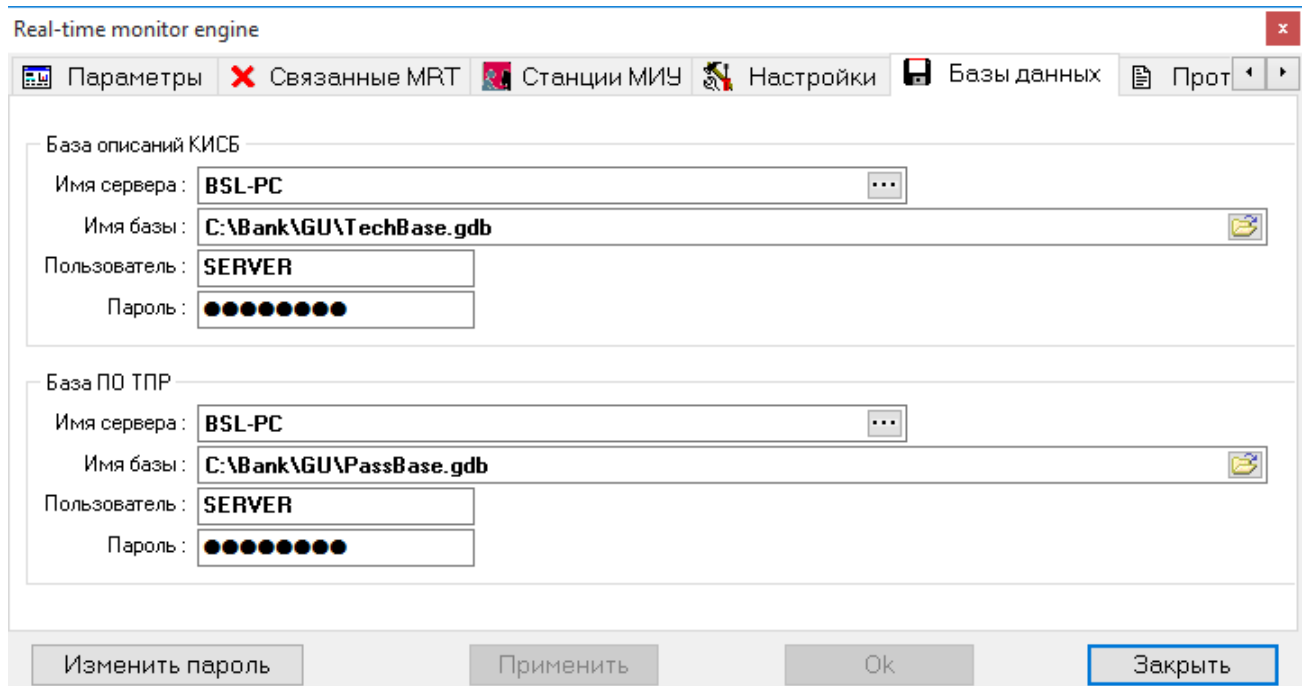 Real-time monitor engine
x
Параметры Связанные MRT Станции МИУ Настройки Базы данных Прот
База описаний КИСБ
Имя сервера : BSL-PC ...
Имя базы : C:\Bank\GU\TechBase.gdb
Пользователь : SERVER
Пароль : ●●●●●●●●
База ПО ТПР
Имя сервера : BSL-PC ...
Имя базы : C:\Bank\GU\PassBase.gdb
Пользователь : SERVER
Пароль : ●●●●●●●●
Изменить пароль Применить Ok Закрыть